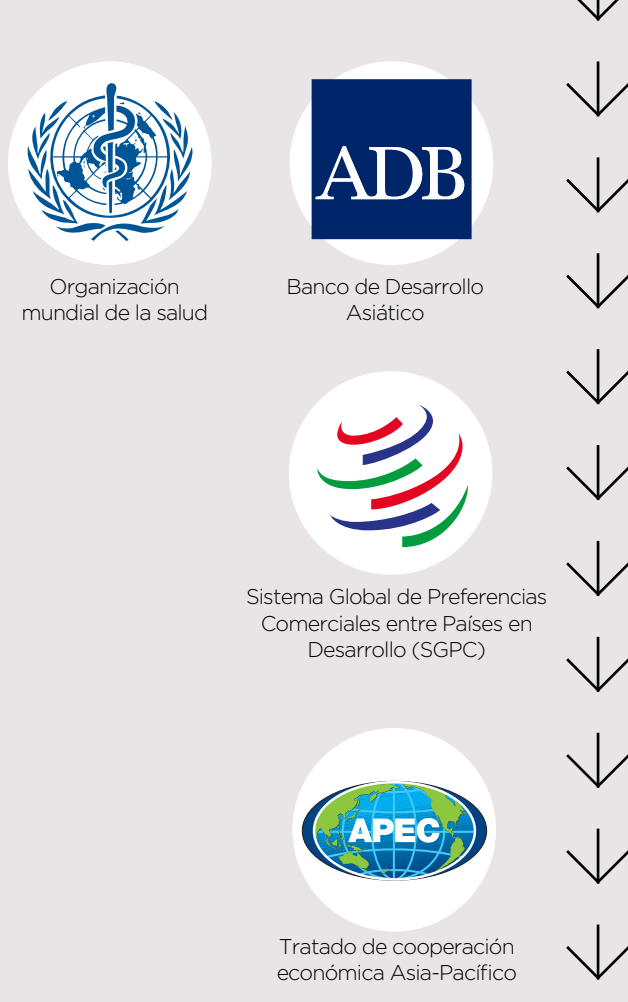 Organización
mundial de la salud
ADB
Banco de Desarrollo
Asiático
Sistema Global de Preferencias
Comerciales entre Países en
Desarrollo (SGPC)
APEC
Tratado de cooperación
económica Asia-Pacífico